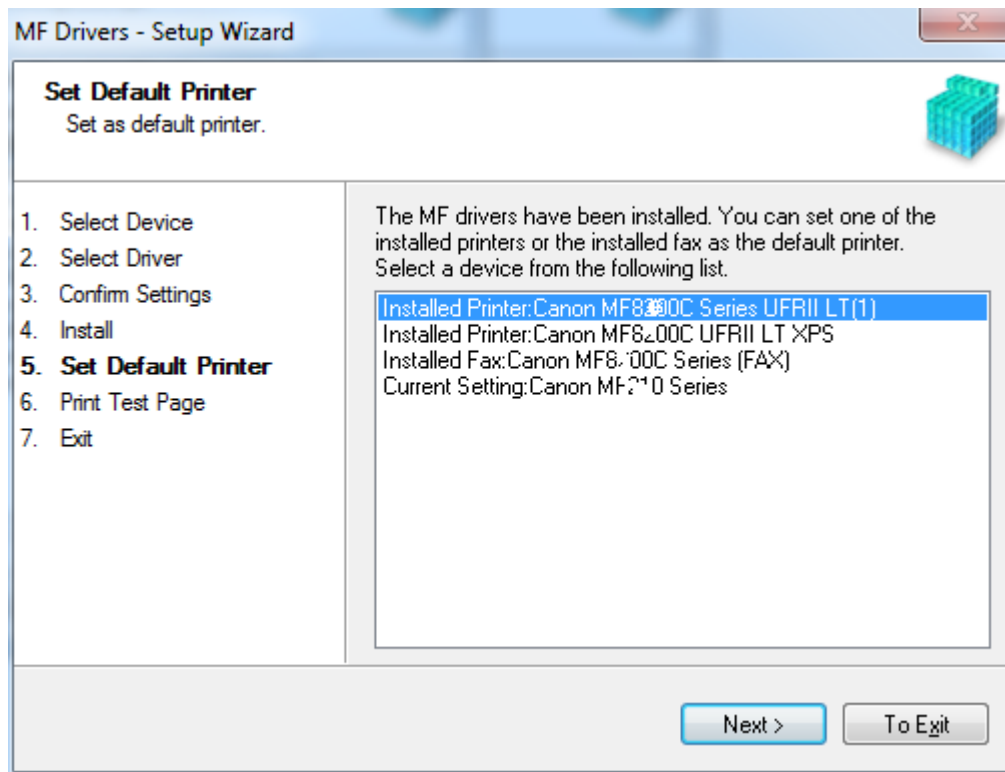 MF Drivers - Setup Wizard
Set Default Printer
Set as default printer.
1. Select Device
2. Select Driver
3. Confirm Settings
4. Install
5. Set Default Printer
6. Print Test Page
7. Exit
The MF drivers have been installed. You can set one of the
installed printers or the installed fax as the default printer.
Select a device from the following list.
Installed Printer:Canon Series UFRII LT(1)
Installed Printer:Canon UFRII LT XPS
Installed Fax:Canon Series (FAX)
Current Setting:Canon Series
Next >
To Exit